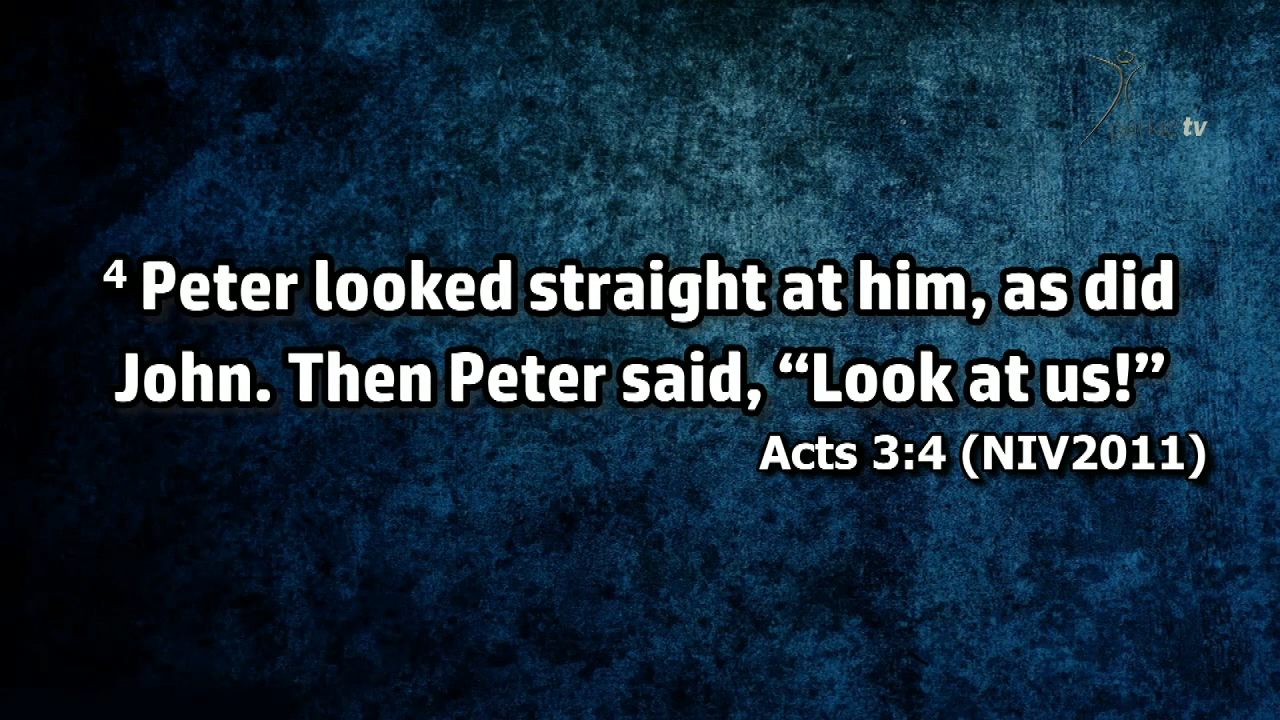 tv
4 Peter looked straight at him, as did
John. Then Peter said, “Look at us!”
Acts 3:4 (NIV2011)